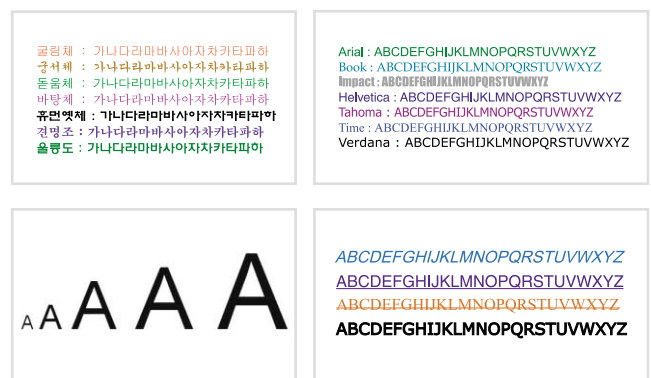 굴림체 : 가나다라마바사아자차카타파하
궁서체 : 가나다라마바사아자차카타파하
돋움체 : 가나다라마바사아자차카타파하
바탕체 : 가나다라마바사아자차카타파하
휴먼옛체 : 가나다라마바사아자차카타파하
견명조 : 가나다라마바사아자차카타파하
울릉도 : 가나다라마바사아자차카타파하
Arial : ABCDEFGHIJKLMNOPQRSTUVWXYZ
Book : ABCDEFGHIJKLMNOPQRSTUVWXYZ
Impact : ABCDEFGHIJKLMNOPQRSTUVWXYZ
Helvetica : ABCDEFGHIJKLMNOPQRSTUVWXYZ
Tahoma : ABCDEFGHIJKLMNOPQRSTUVWXYZ
Time : ABCDEFGHIJKLMNOPQRSTUVWXYZ
Verdana : ABCDEFGHIJKLMNOPQRSTUVWXYZ
A A A A A
ABCDEFGHIJKLMNOPQRSTUVWXYZ
ABCDEFGHIJKLMNOPQRSTUVWXYZ
ABCDEFGHIJKLMNOPQRSTUVWXYZ
ABCDEFGHIJKLMNOPQRSTUVWXYZ